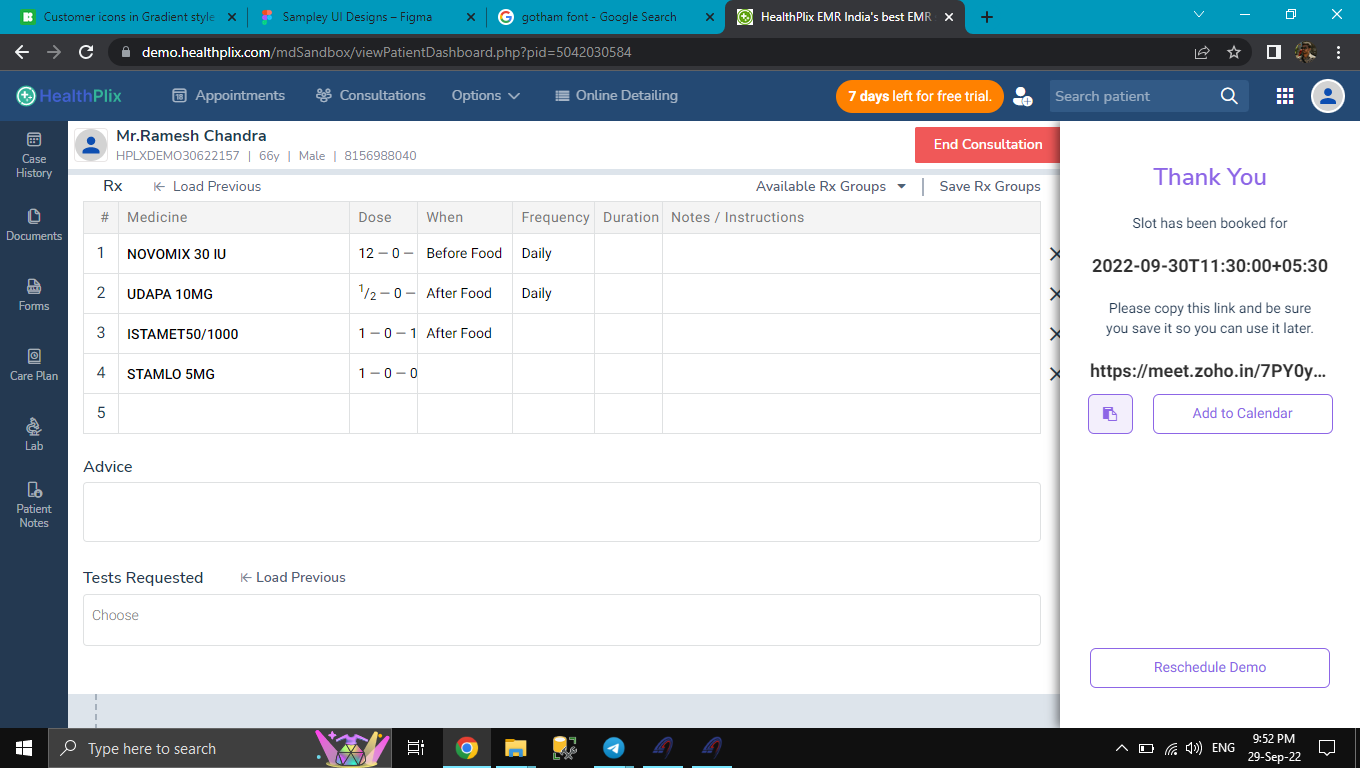 Customer icons in Gradient style
Sampley UI Designs – Figma
gotham font - Google Search
HealthPlix EMR India's best EMR
demo.healthplix.com/mdSandbox/viewPatientDashboard.php?pid=5042030584
HealthPlix
18 Appointments
Consultations
Options
Online Detailing
7 days left for free trial.
Search patient
Case History
Documents
Forms
Care Plan
Lab
Patient Notes
Mr.Ramesh Chandra
HPLXDEMO30622157 | 66y | Male | 8156988040
End Consultation
Rx Load Previous Available Rx Groups | Save Rx Groups
# Medicine Dose When Frequency Duration Notes / Instructions
1 NOVOMIX 30 IU 12 — 0 — Before Food Daily
2 UDAPA 10MG 1/2 — 0 — After Food Daily
3 ISTAMET50/1000 1 — 0 — 1 After Food
4 STAMLO 5MG 1 — 0 — 0
5
Advice
Tests Requested Load Previous
Choose
Thank You
Slot has been booked for
2022-09-30T11:30:00+05:30
Please copy this link and be sure
you save it so you can use it later.
https://meet.zoho.in/7PY0y...
Add to Calendar
Reschedule Demo
Type here to search
ENG
9:52 PM
29-Sep-22